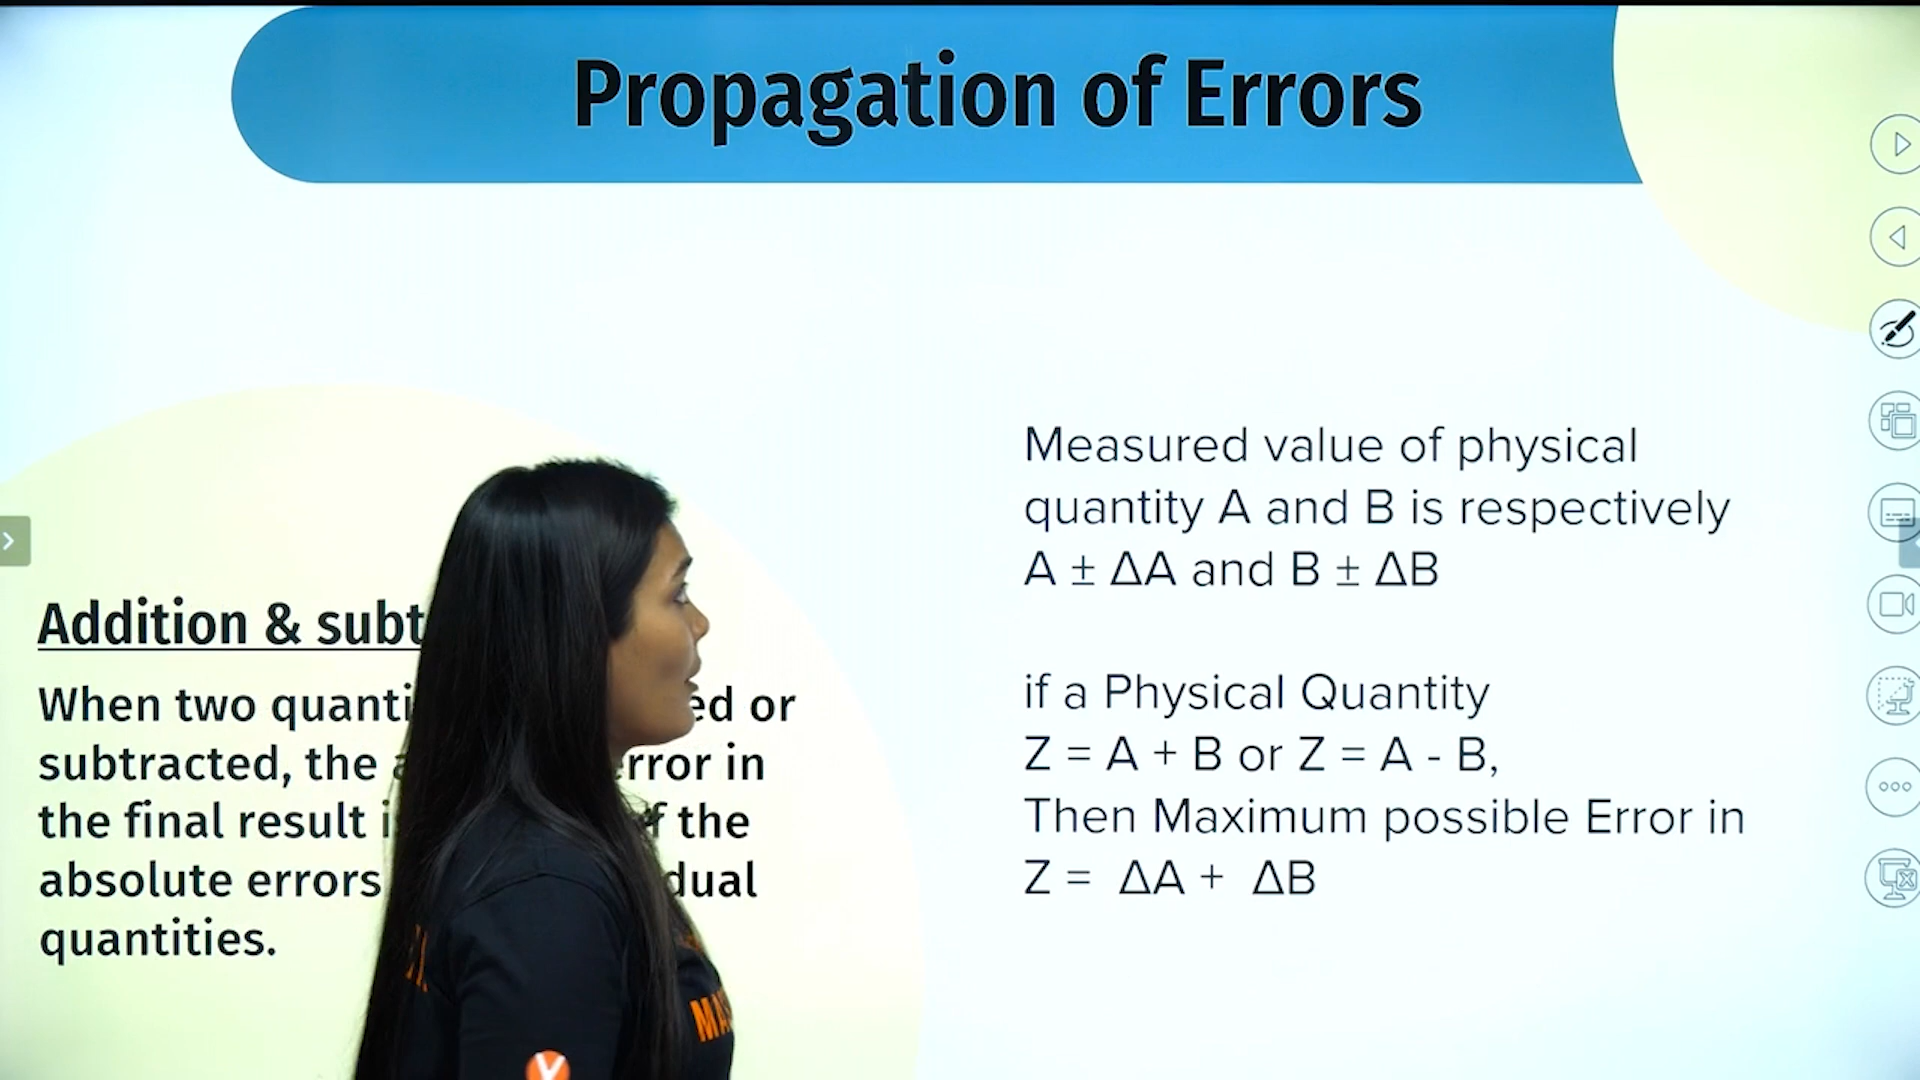 Propagation of Errors
Addition & subt
When two quanti ed or
subtracted, the a rror in
the final result i f the
absolute errors dual
quantities.
Measured value of physical
quantity A and B is respectively
A ± ΔA and B ± ΔB
if a Physical Quantity
Z = A + B or Z = A - B,
Then Maximum possible Error in
Z = ΔA + ΔB
MA